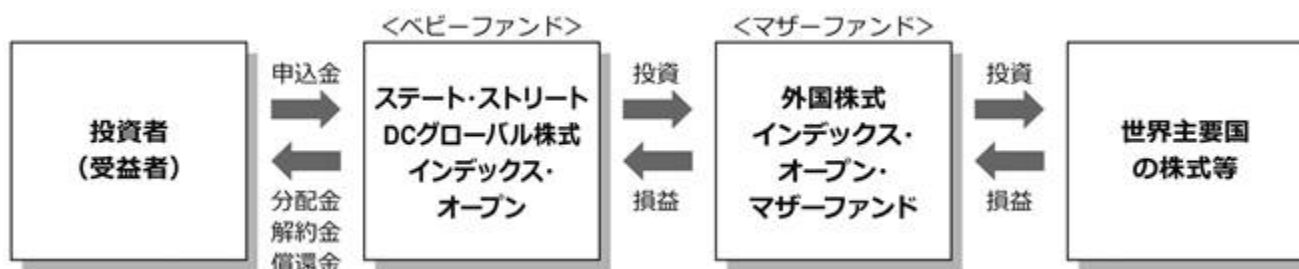 <ベビーファンド>
<マザーファンド>
投資者
(受益者)
申込金
分配金
解約金
償還金
ステート・ストリート
DCグローバル株式
インデックス・
オープン
投資
損益
外国株式
インデックス・
オープン・
マザーファンド
投資
損益
世界主要国
の株式等